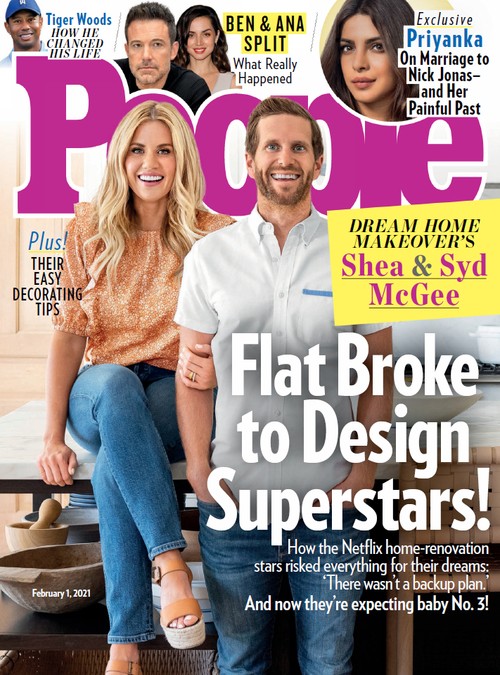 Tiger Woods
HOW HE
CHANGED
HIS LIFE
BEN & ANA
SPLIT
What Really
Happened
Exclusive
Priyanka
On Marriage to
Nick Jonas—
and Her
Painful Past
People
DREAM HOME
MAKEOVER'S
Shea & Syd
McGee
Plus!
THEIR
EASY
DECORATING
TIPS
Flat Broke
to Design
Superstars!
How the Netflix home-renovation
stars risked everything for their dreams:
'There wasn't a backup plan.'
And now they're expecting baby No. 3!
February 1, 2021